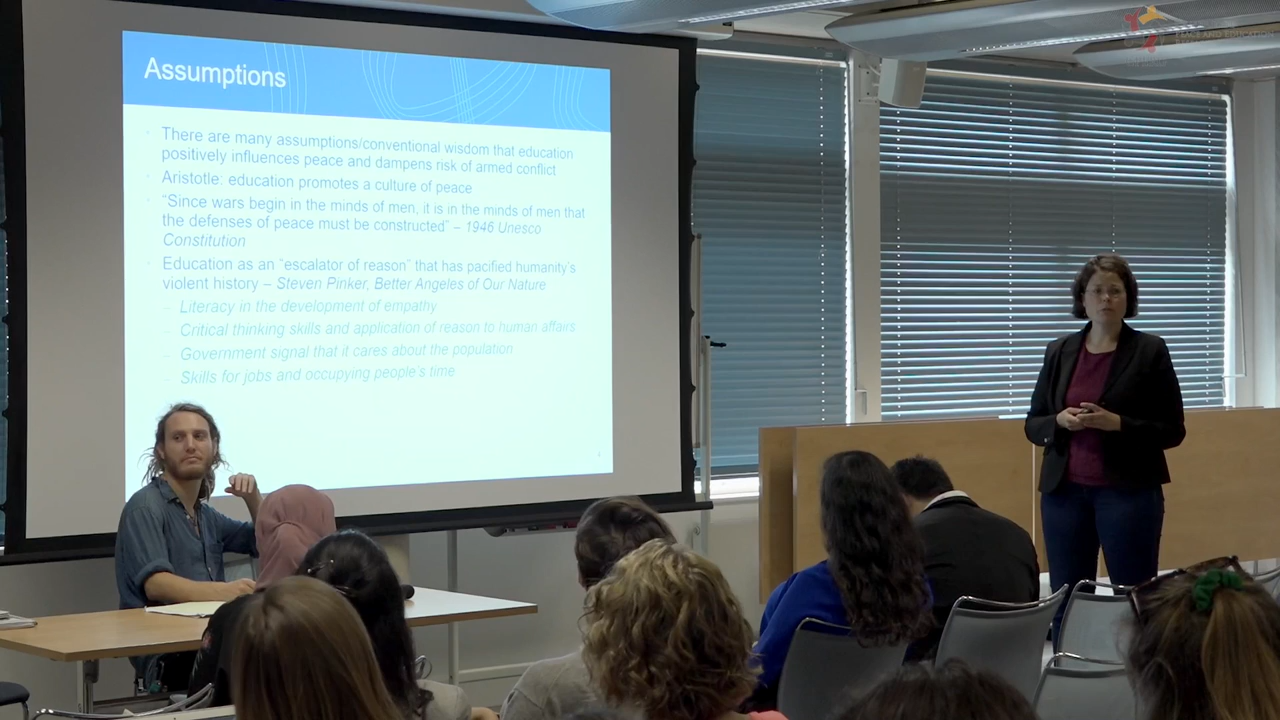 PEACE AND EDUCATION
Assumptions
There are many assumptions/conventional wisdom that education
positively influences peace and dampens risk of armed conflict
Aristotle: education promotes a culture of peace
“Since wars begin in the minds of men, it is in the minds of men that
the defenses of peace must be constructed” – 1946 Unesco
Constitution
Education as an “escalator of reason” that has pacified humanity’s
violent history – Steven Pinker, Better Angels of Our Nature
– Literacy in the development of empathy
– Critical thinking skills and application of reason to human affairs
– Government signal that it cares about the population
– Skills for jobs and occupying people’s time